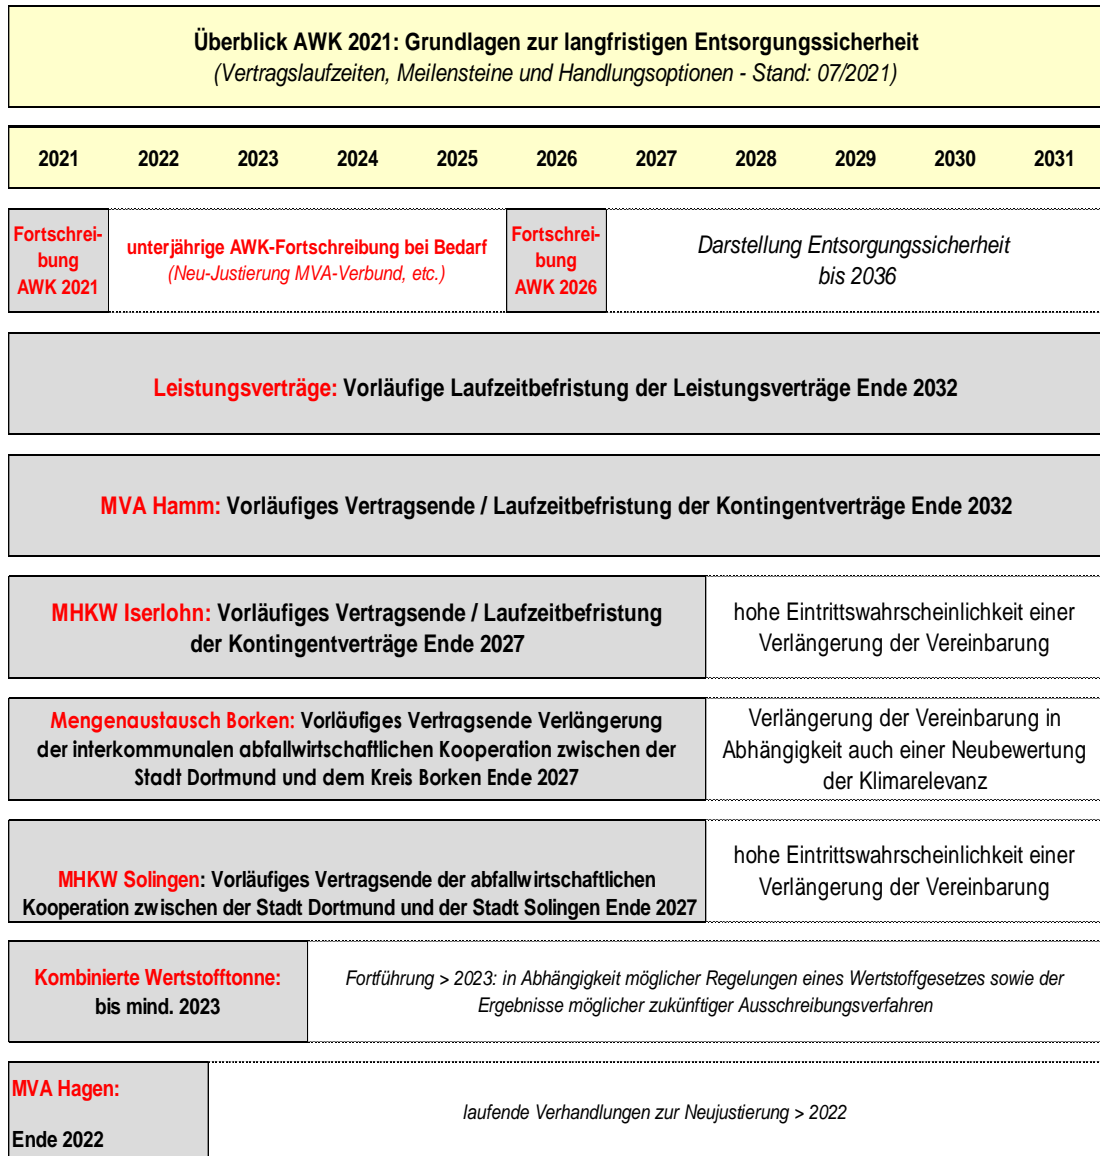 Überblick AWK 2021: Grundlagen zur langfristigen Entsorgungssicherheit
(Vertragslaufzeiten, Meilensteine und Handlungsoptionen - Stand: 07/2021)
2021 2022 2023 2024 2025 2026 2027 2028 2029 2030 2031
Fortschrei-
bung
AWK 2021
unterjährige AWK-Fortschreibung bei Bedarf
(Neu-Justierung MVA-Verbund, etc.)
Fortschrei-
bung
AWK 2026
Darstellung Entsorgungssicherheit
bis 2036
Leistungsverträge: Vorläufige Laufzeitbefristung der Leistungsverträge Ende 2032
MVA Hamm: Vorläufiges Vertragsende / Laufzeitbefristung der Kontingentverträge Ende 2032
MHKW Iserlohn: Vorläufiges Vertragsende / Laufzeitbefristung
der Kontingentverträge Ende 2027
hohe Eintrittswahrscheinlichkeit einer
Verlängerung der Vereinbarung
Mengenaustausch Borken: Vorläufiges Vertragsende Verlängerung
der interkommunalen abfallwirtschaftlichen Kooperation zwischen der
Stadt Dortmund und dem Kreis Borken Ende 2027
Verlängerung der Vereinbarung in
Abhängigkeit auch einer Neubewertung
der Klimarelevanz
MHKW Solingen: Vorläufiges Vertragsende der abfallwirtschaftlichen
Kooperation zwischen der Stadt Dortmund und der Stadt Solingen Ende 2027
hohe Eintrittswahrscheinlichkeit einer
Verlängerung der Vereinbarung
Kombinierte Wertstofftonne:
bis mind. 2023
Fortführung > 2023: in Abhängigkeit möglicher Regelungen eines Wertstoffgesetzes sowie der
Ergebnisse möglicher zukünftiger Ausschreibungsverfahren
MVA Hagen:
Ende 2022
laufende Verhandlungen zur Neujustierung > 2022